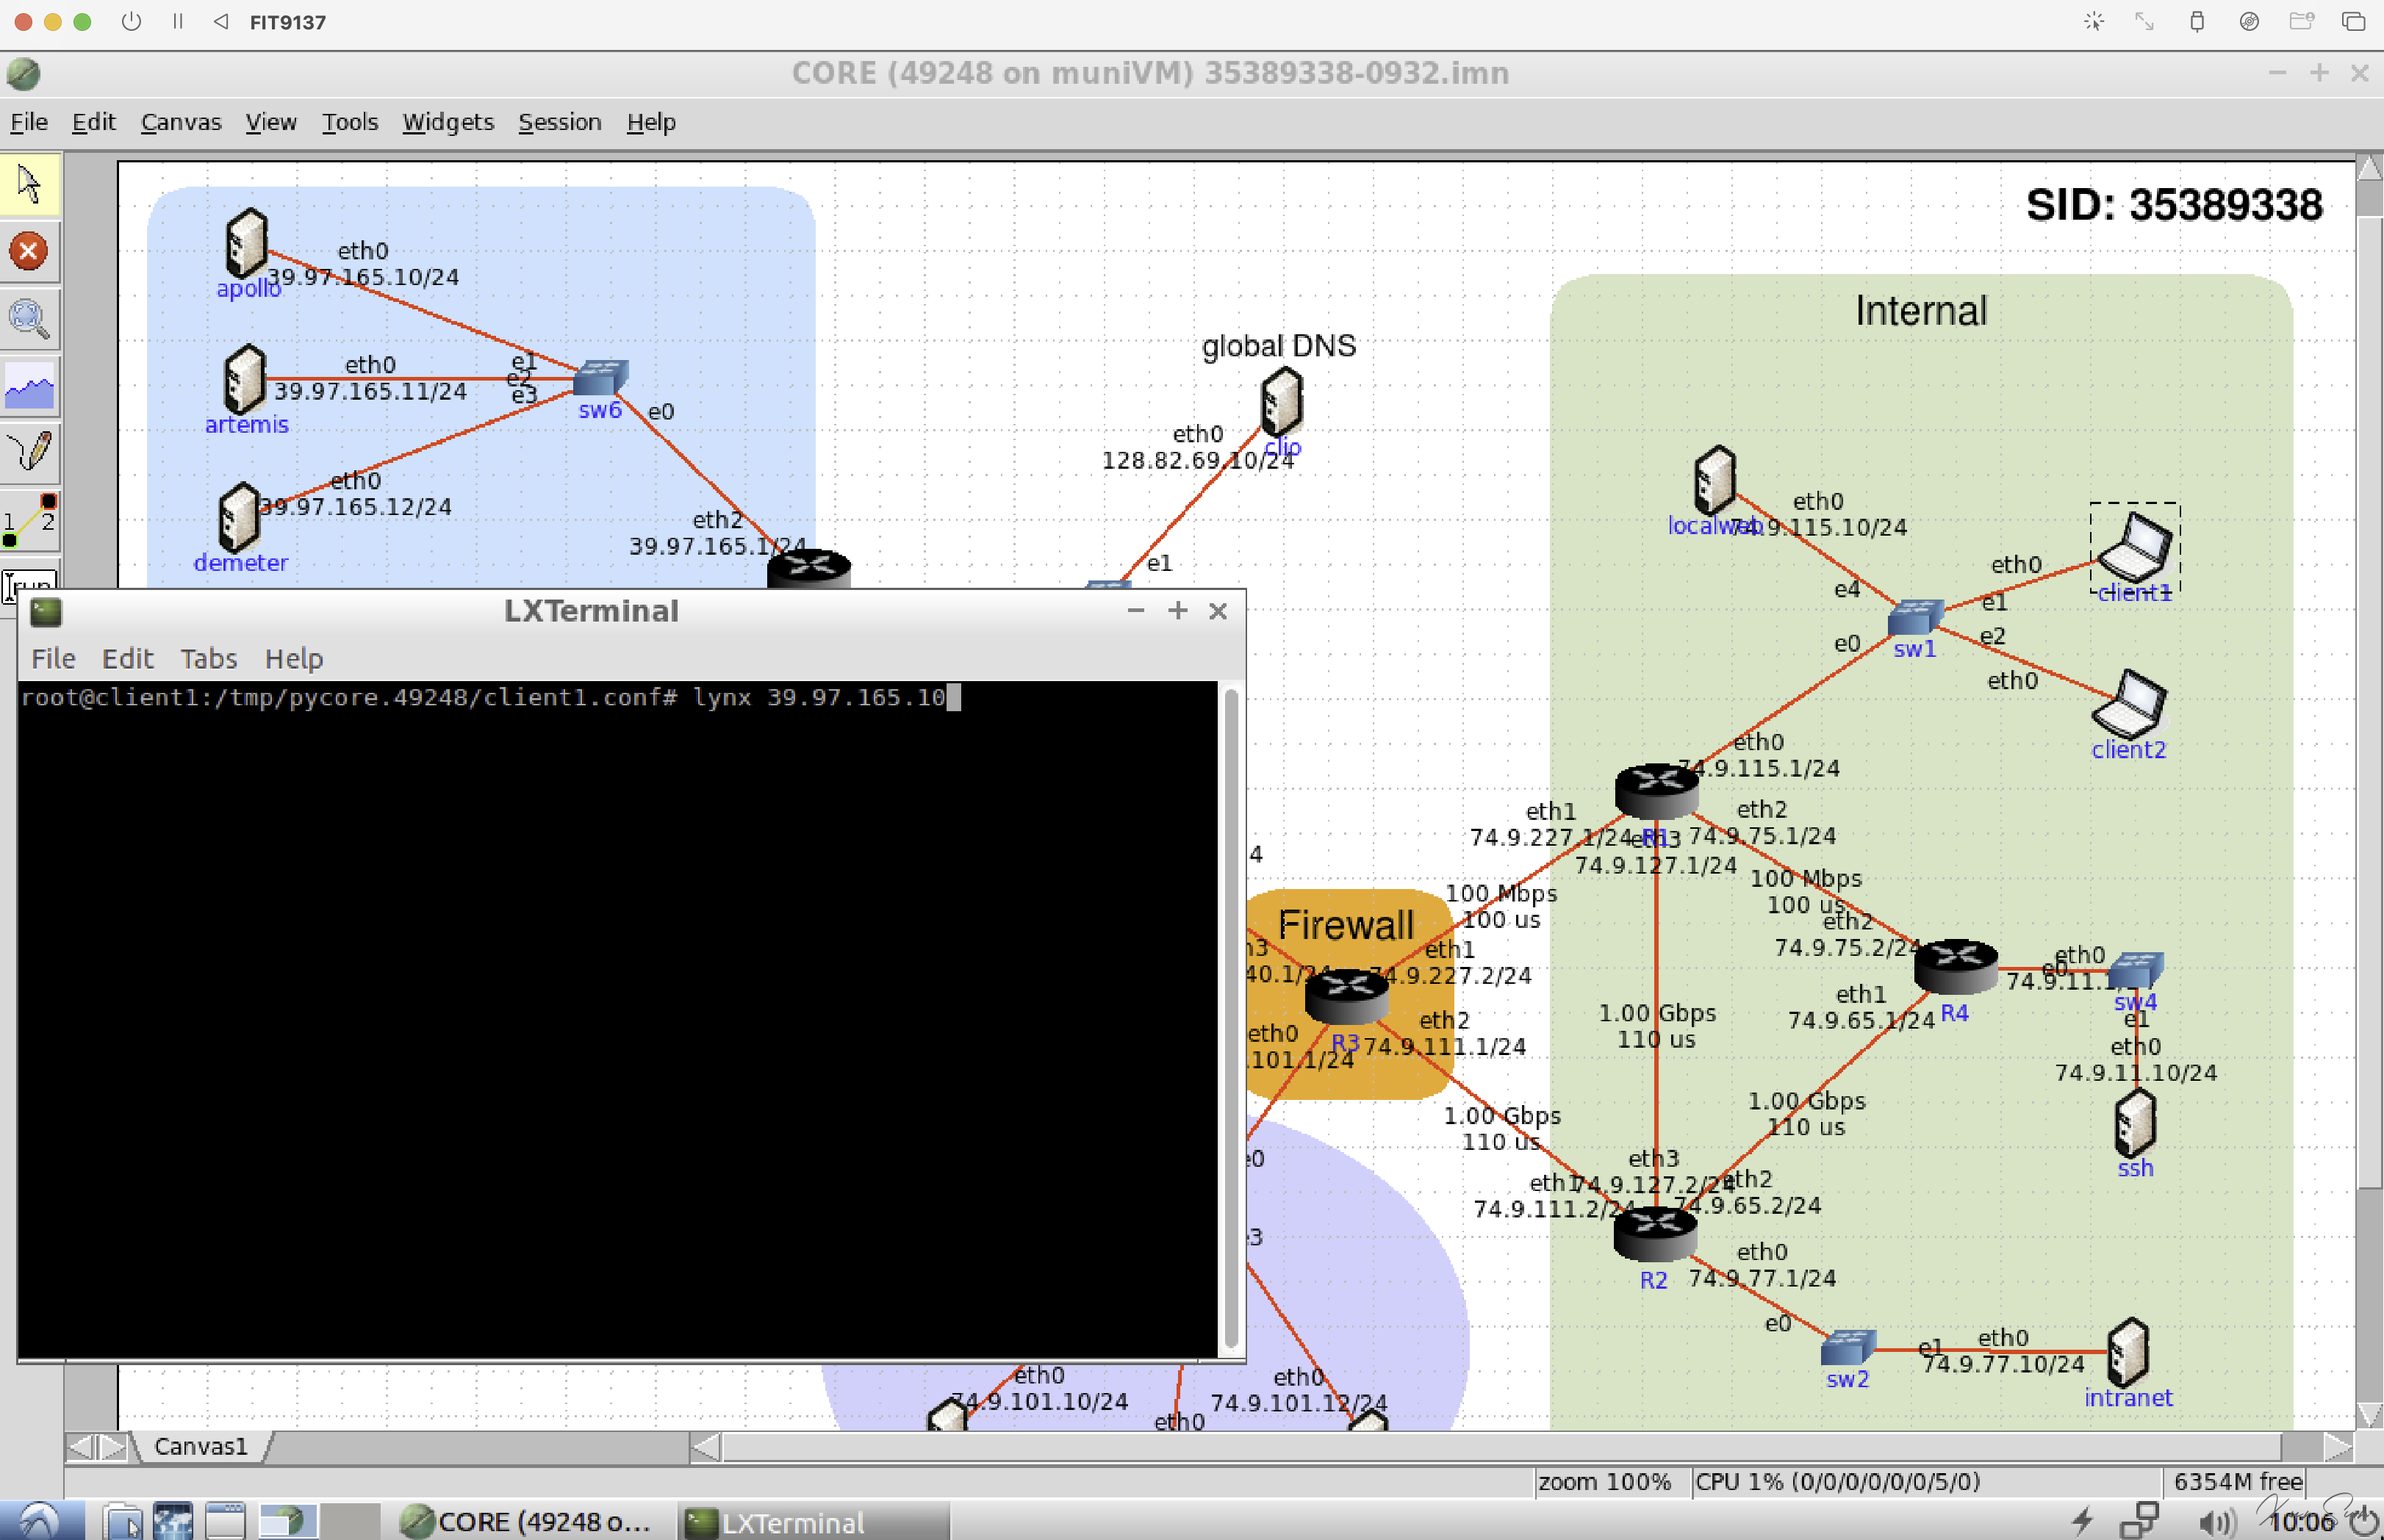 FIT9137
CORE (49248 on muniVM) 35389338-0932.imn
File Edit Canvas View Tools Widgets Session Help
SID: 35389338
eth0
39.97.165.10/24
apollo
eth0
39.97.165.11/24
artemis
e1
e2
e3
sw6
e0
eth0
39.97.165.12/24
demeter
eth2
39.97.165.1/24
global DNS
eth0
128.82.69.10/24
clio
e1
Internal
eth0
74.9.115.10/24
localweb
e4
eth0
client1
e1
e2
sw1
e0
eth0
client2
run
1 2
LXTerminal
File Edit Tabs Help
root@client1:/tmp/pycore.49248/client1.conf# lynx 39.97.165.10
eth0
74.9.115.1/24
eth1
74.9.227.1/24
R1
eth2
74.9.75.1/24
eth3
74.9.127.1/24
4
100 Mbps
100 us
100 Mbps
100 us
Firewall
eth1
74.9.227.2/24
h3
40.1/24
eth2
74.9.75.2/24
eth0
e0
74.9.11.1/24
sw4
e1
eth1
74.9.65.1/24
R4
eth0
74.9.11.10/24
ssh
eth0
.101.1/24
R3
eth2
74.9.111.1/24
1.00 Gbps
110 us
1.00 Gbps
110 us
1.00 Gbps
110 us
e0
eth3
74.9.127.2/24
eth1
74.9.111.2/24
eth2
74.9.65.2/24
e3
R2
eth0
74.9.77.1/24
e0
sw2
e1
eth0
74.9.77.10/24
intranet
eth0
74.9.101.10/24
eth0
eth0
74.9.101.12/24
Canvas1
zoom 100% CPU 1% (0/0/0/0/0/0/5/0) 6354M free
CORE (49248 o... LXTerminal 10:06